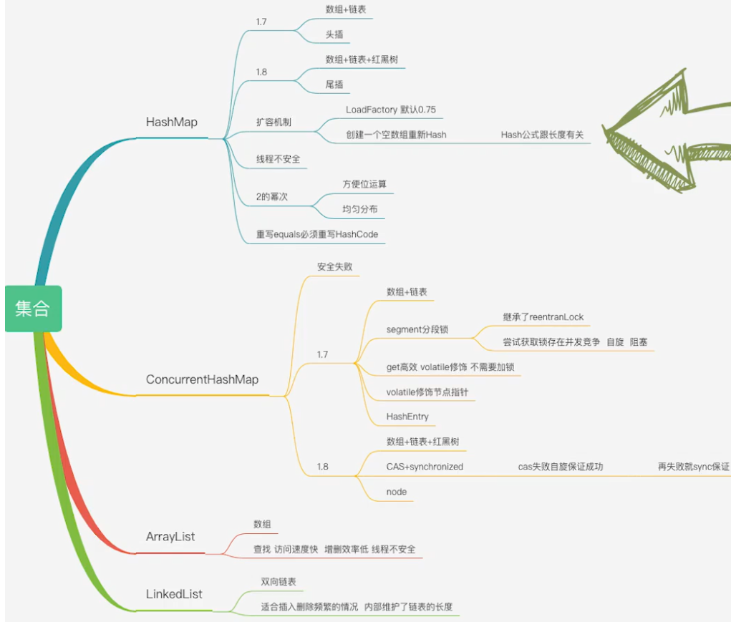 集合
HashMap
1.7
数组+链表
头插
1.8
数组+链表+红黑树
尾插
扩容机制
LoadFactory 默认0.75
创建一个空数组重新Hash
Hash公式跟长度有关
线程不安全
2的幂次
方便位运算
均匀分布
重写equals必须重写HashCode
ConcurrentHashMap
安全失败
1.7
数组+链表
segment分段锁
继承了reentranLock
尝试获取锁存在并发竞争 自旋 阻塞
get高效 volatile修饰 不需要加锁
volatile修饰节点指针
HashEntry
1.8
数组+链表+红黑树
CAS+synchronized
cas失败自旋保证成功
再失败就sync保证
node
ArrayList
数组
查找 访问速度快 增删效率低 线程不安全
LinkedList
双向链表
适合插入删除频繁的情况 内部维护了链表的长度